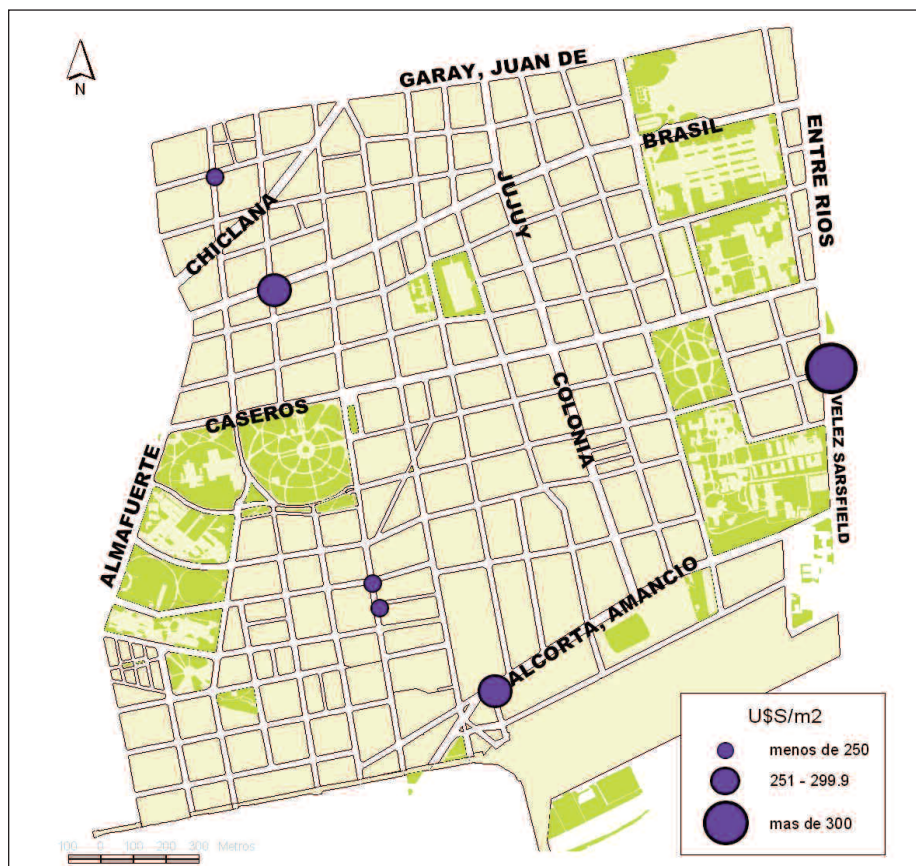 GARAY, JUAN DE
N
BRASIL
ENTRE RIOS
JUJUY
CHICLANA
COLONIA
CASEROS
VELEZ SARSFIELD
ALMAFUERTE
ALCORTA, AMANCIO
U$S/m2
menos de 250
251 - 299.9
mas de 300
100 0 100 200 300 Metros